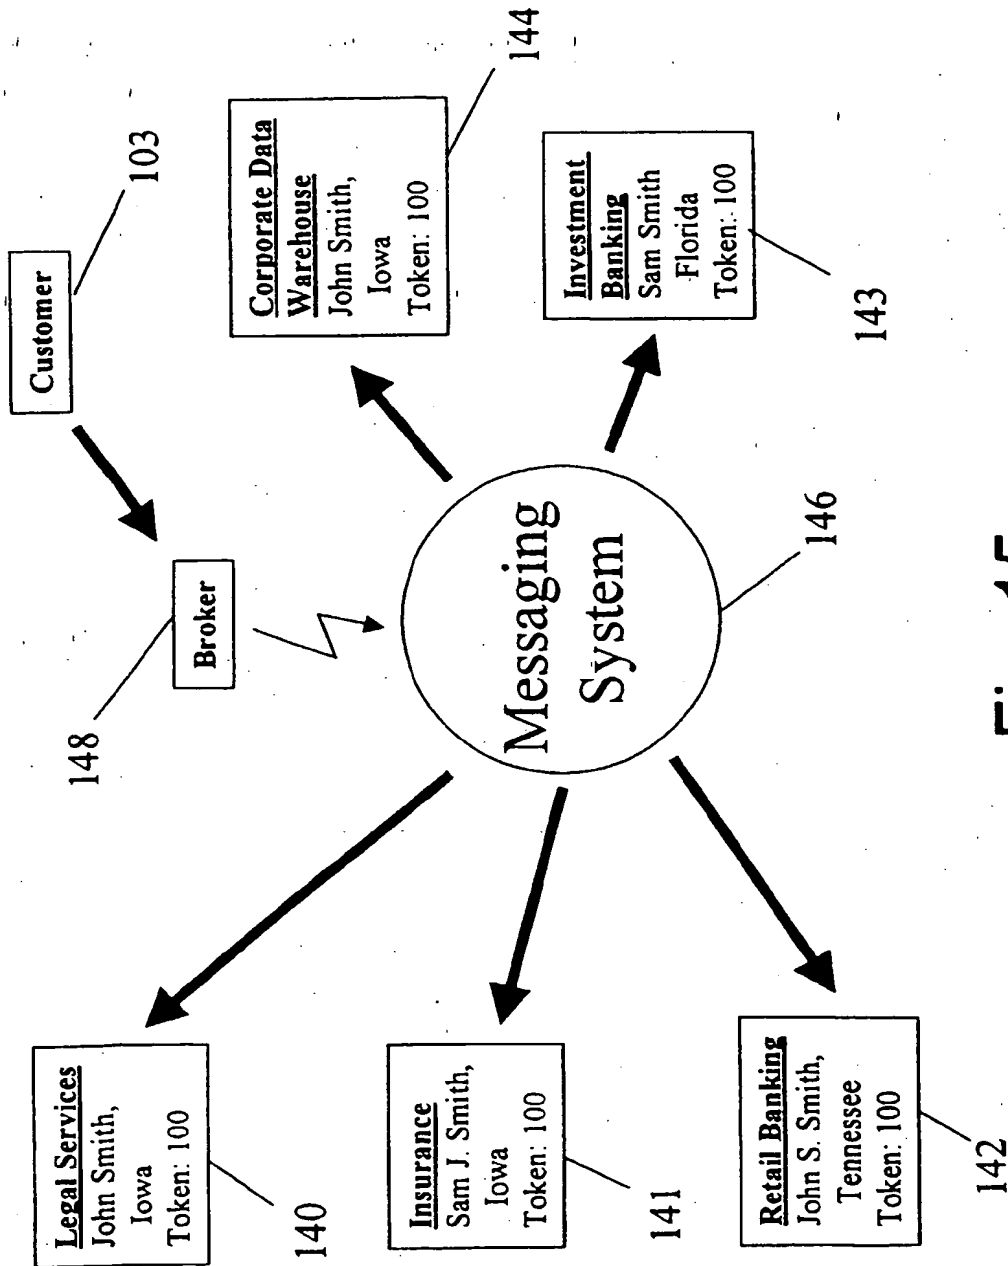 Customer
103
Legal Services
John Smith,
Iowa
Token: 100
140
148
Broker
Corporate Data
Warehouse
John Smith,
Iowa
Token: 100
144
Messaging
System
146
Insurance
Sam J. Smith,
Iowa
Token: 100
141
Investment
Banking
Sam Smith
Florida
Token: 100
143
Retail Banking
John S. Smith,
Tennessee
Token: 100
142